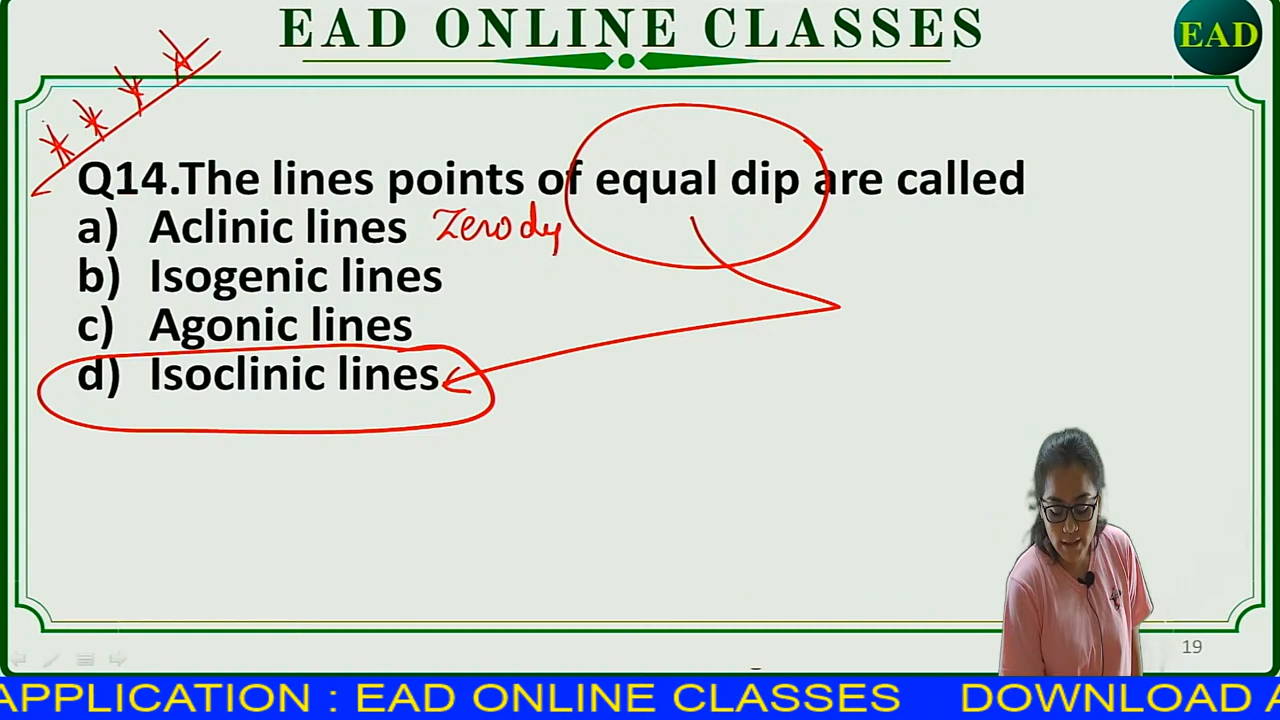 EAD ONLINE CLASSES
EAD
Q14.The lines points of equal dip are called
a) Aclinic lines Zero dip
b) Isogenic lines
c) Agonic lines
d) Isoclinic lines
19
APPLICATION : EAD ONLINE CLASSES DOWNLOAD A